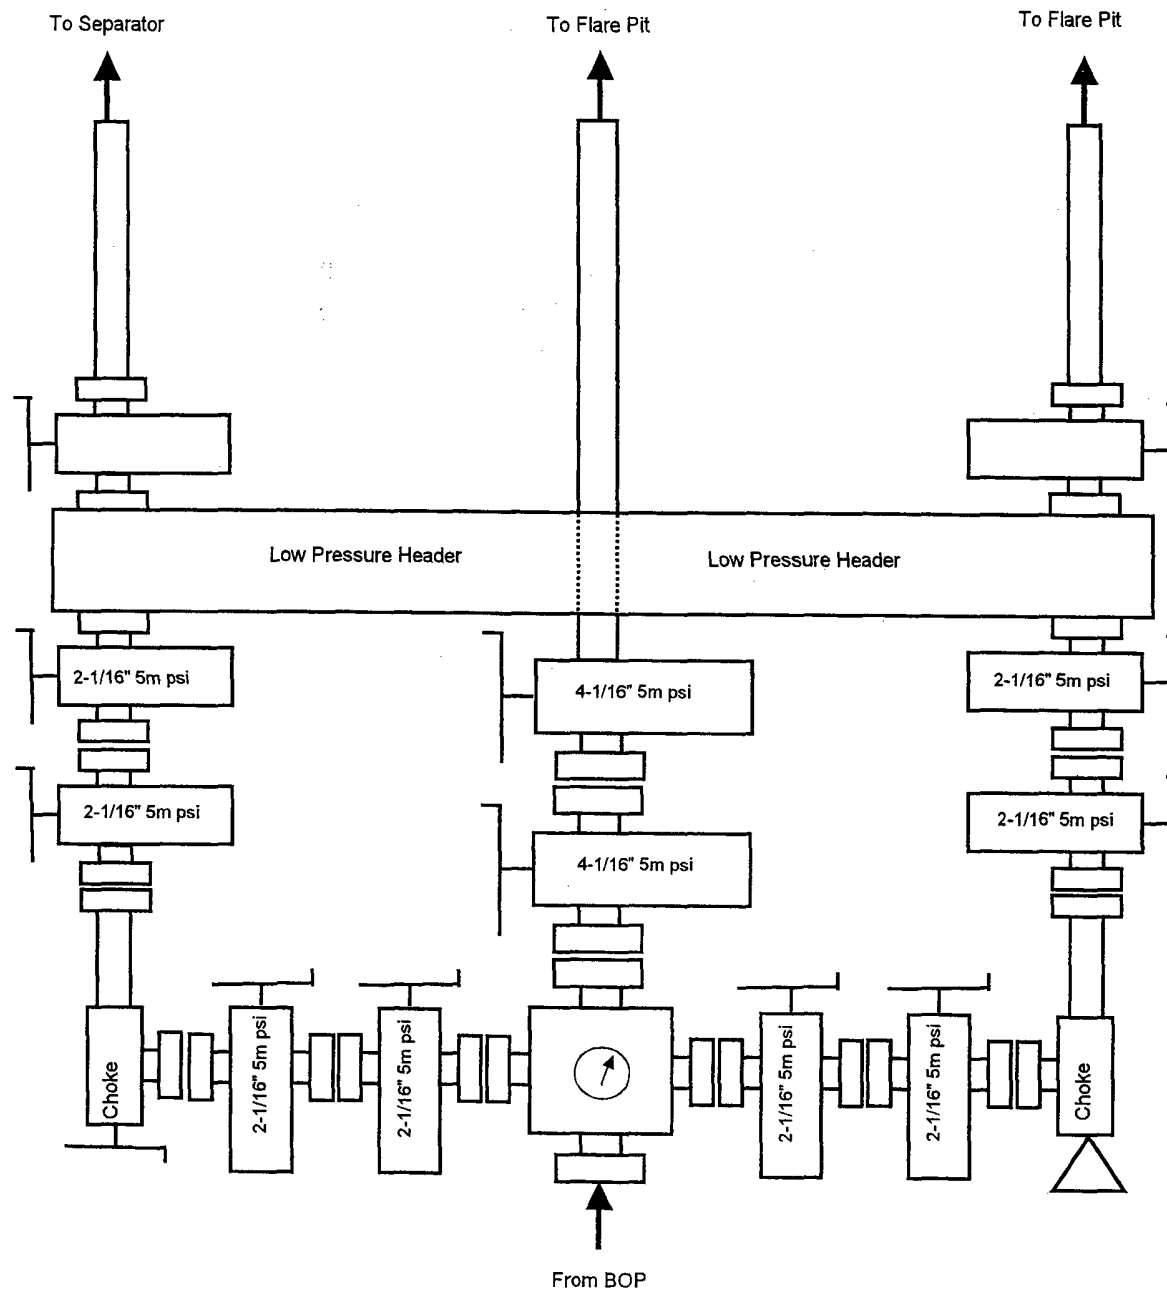 To Separator
To Flare Pit
To Flare Pit
Low Pressure Header
Low Pressure Header
2-1/16" 5m psi
4-1/16" 5m psi
2-1/16" 5m psi
2-1/16" 5m psi
4-1/16" 5m psi
2-1/16" 5m psi
Choke
2-1/16" 5m psi
2-1/16" 5m psi
2-1/16" 5m psi
2-1/16" 5m psi
Choke
From BOP